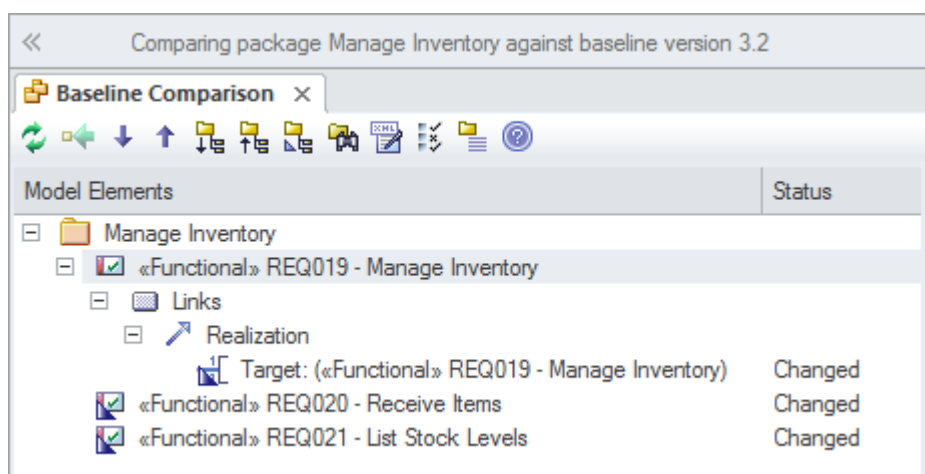 Comparing package Manage Inventory against baseline version 3.2
Baseline Comparison
Model Elements Status
Manage Inventory
«Functional» REQ019 - Manage Inventory
Links
Realization
Target: («Functional» REQ019 - Manage Inventory) Changed
«Functional» REQ020 - Receive Items Changed
«Functional» REQ021 - List Stock Levels Changed